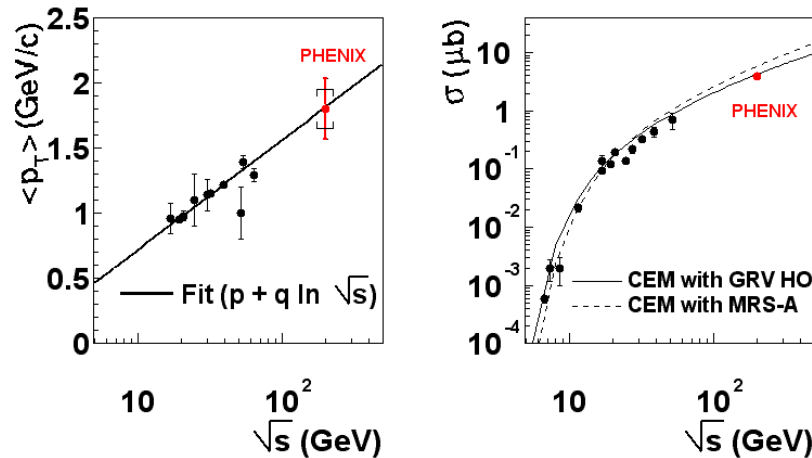 <p_T> (GeV/c)
2.5
2
1.5
1
0.5
0
PHENIX
Fit (p + q ln √s)
10
10²
√s (GeV)
σ (μb)
10
1
10⁻¹
10⁻²
10⁻³
10⁻⁴
PHENIX
CEM with GRV HO
CEM with MRS-A
10
10²
√s (GeV)